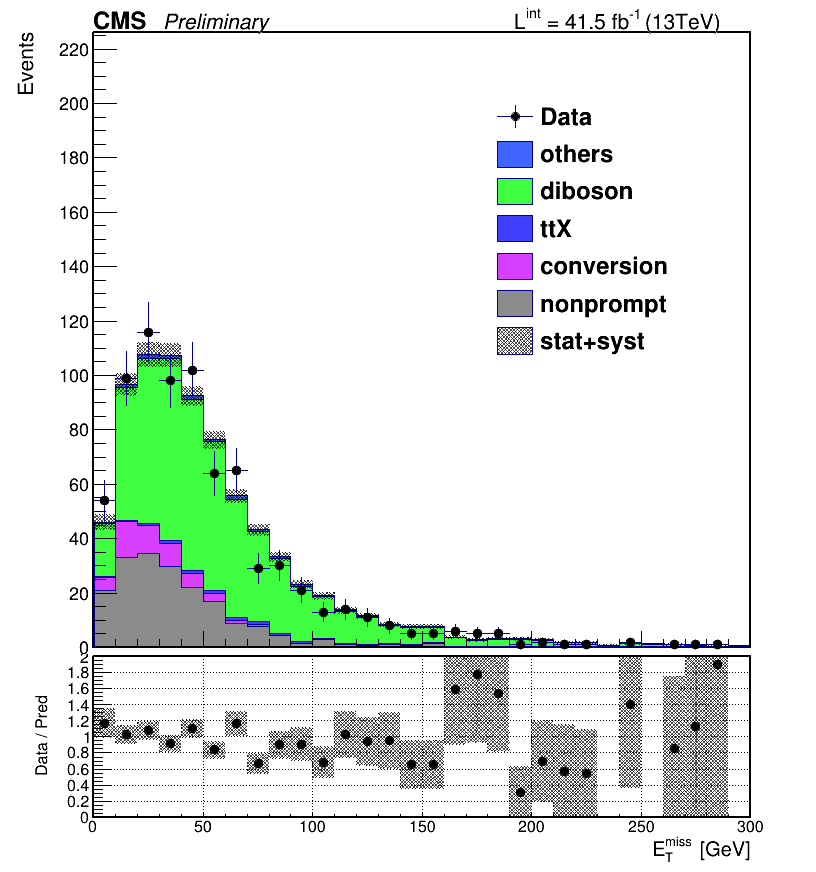 CMS Preliminary L^int = 41.5 fb^-1 (13TeV)
Events
220
200
180
160
140
120
100
80
60
40
20
0
Data
others
diboson
ttX
conversion
nonprompt
stat+syst
Data / Pred
2
1.8
1.6
1.4
1.2
1
0.8
0.6
0.4
0.2
0
0 50 100 150 200 250 300
E_T^miss [GeV]